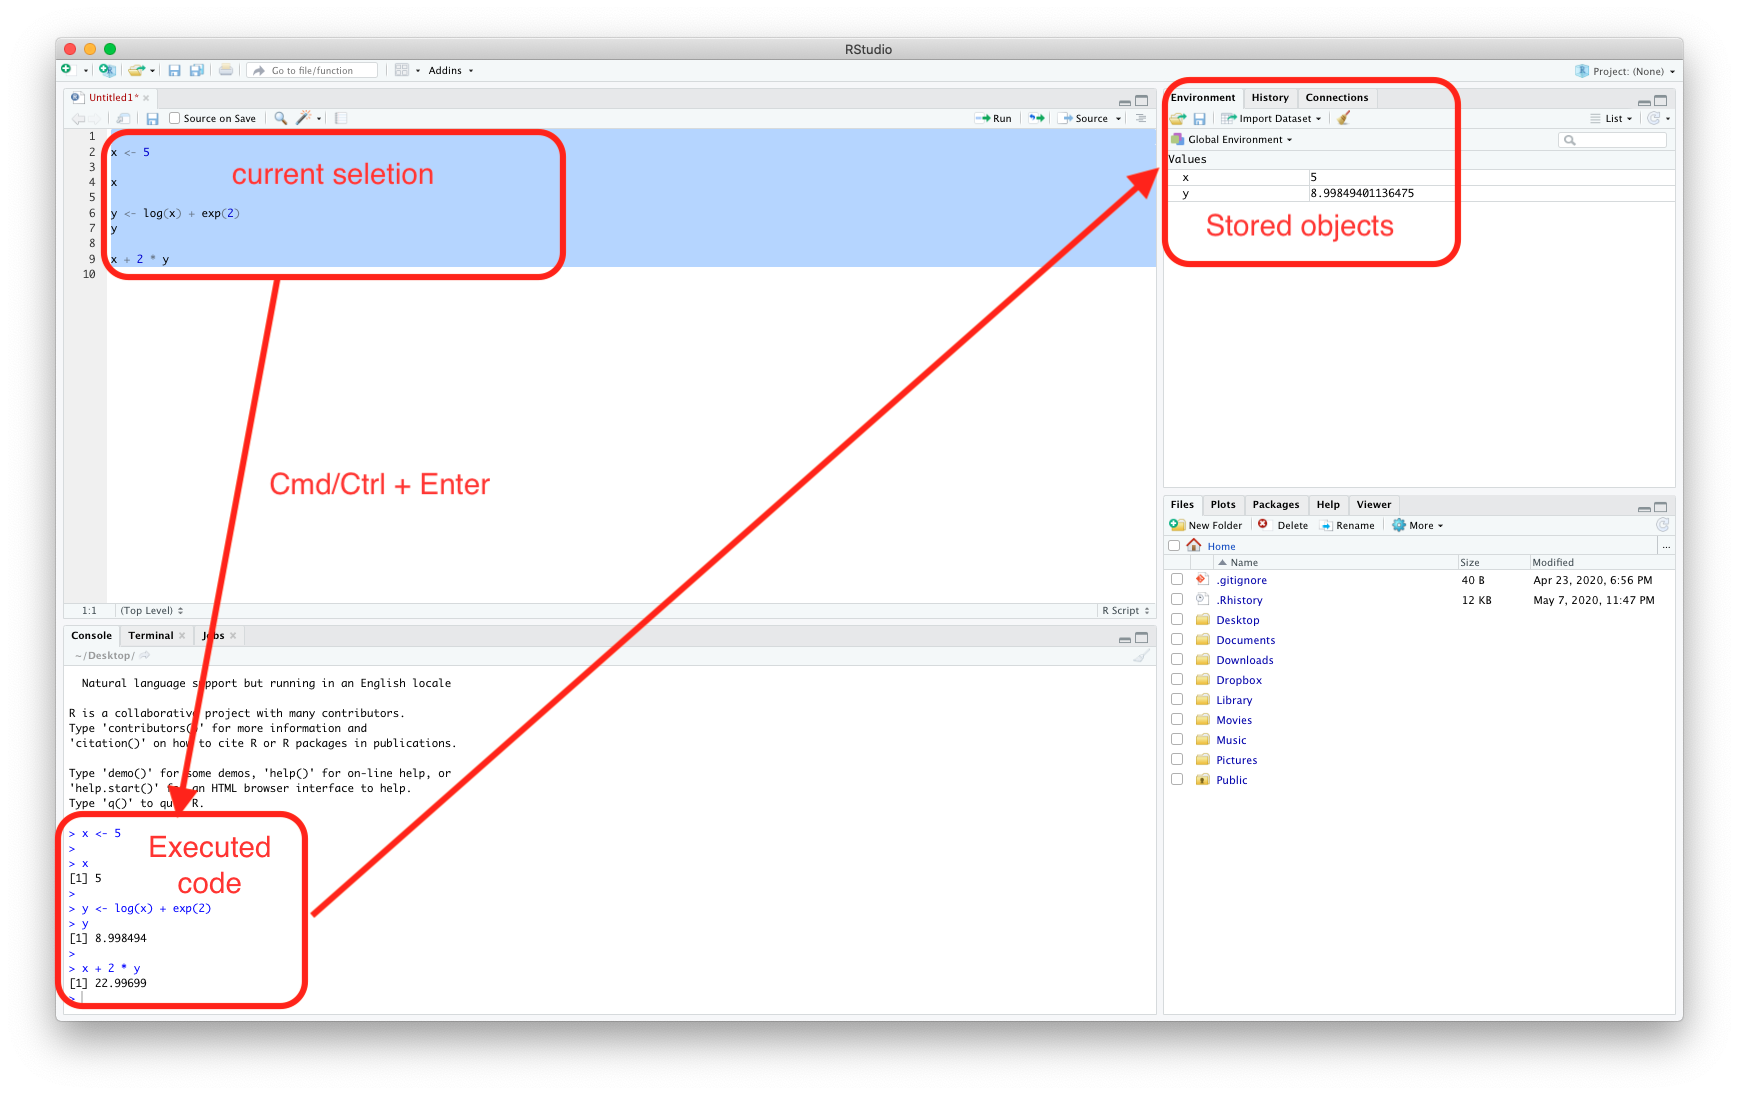 RStudio
Go to file/function
Addins
Project: (None)
Untitled1*
Source on Save
Run
Source
1
2 x <- 5
3
4 x
5
6 y <- log(x) + exp(2)
7 y
8
9 x + 2 * y
10
current seletion
Cmd/Ctrl + Enter
1:1 (Top Level) R Script
Environment History Connections
Import Dataset List
Global Environment
Values
x 5
y 8.99849401136475
Stored objects
Console Terminal Jobs
~/Desktop/
Natural language support but running in an English locale
R is a collaborative project with many contributors.
Type 'contributors()' for more information and
'citation()' on how to cite R or R packages in publications.
Type 'demo()' for some demos, 'help()' for on-line help, or
'help.start()' for an HTML browser interface to help.
Type 'q()' to quit R.
> x <- 5
>
> x
[1] 5
>
> y <- log(x) + exp(2)
> y
[1] 8.998494
>
> x + 2 * y
[1] 22.99699
>
Executed
code
Files Plots Packages Help Viewer
New Folder Delete Rename More
Home ...
Name Size Modified
.gitignore 40 B Apr 23, 2020, 6:56 PM
.Rhistory 12 KB May 7, 2020, 11:47 PM
Desktop
Documents
Downloads
Dropbox
Library
Movies
Music
Pictures
Public